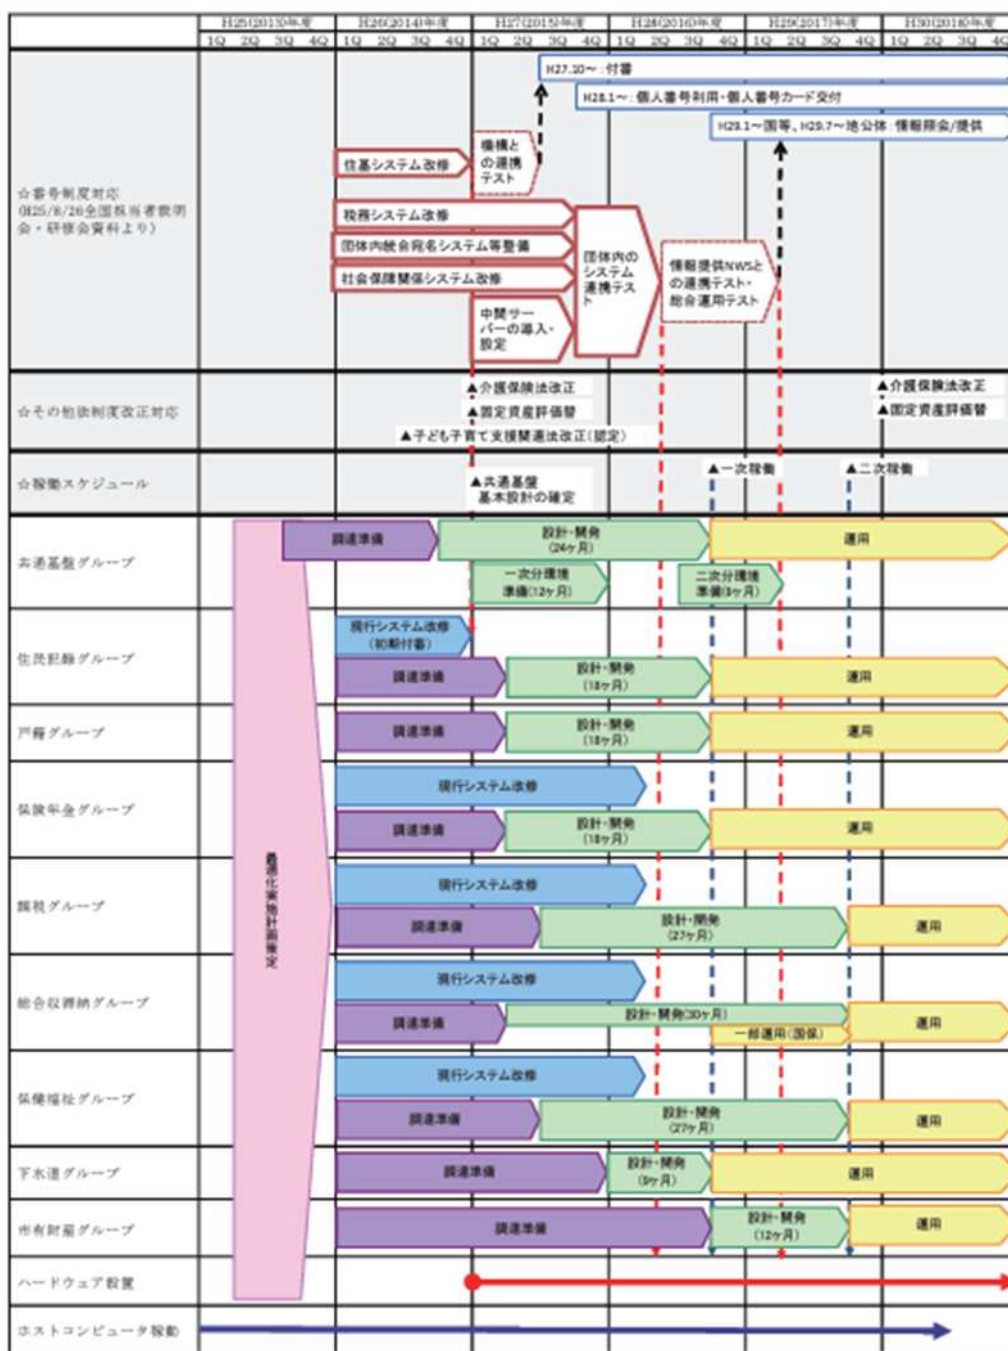 H25(2013)年度 H26(2014)年度 H27(2015)年度 H28(2016)年度 H29(2017)年度 H30(2018)年度
1Q 2Q 3Q 4Q 1Q 2Q 3Q 4Q 1Q 2Q 3Q 4Q 1Q 2Q 3Q 4Q 1Q 2Q 3Q 4Q 1Q 2Q 3Q 4Q
☆番号制度対応
(H25/8/26全国担当者説明
会・研修会資料より)
H27.10～：付番
H28.1～：個人番号利用・個人番号カード交付
H29.1～国等、H29.7～地公体：情報照会/提供
住基システム改修
機構と
の連携
テスト
税務システム改修
団体内統合宛名システム等整備
社会保障関係システム改修
中間サー
バーの導入・
設定
団体内の
システム
連携テス
ト
情報提供NWSと
の連携テスト・
総合運用テスト
☆その他法制度改正対応
▲介護保険法改正
▲固定資産評価替
▲子ども子育て支援関連法改正(認定)
▲介護保険法改正
▲固定資産評価替
☆稼働スケジュール
▲共通基盤
基本設計の確定
▲一次稼働
▲二次稼働
最適化実施計画策定
共通基盤グループ
調達準備
設計・開発
(24ヶ月)
運用
一次分環境
準備(12ヶ月)
二次分環境
準備(9ヶ月)
住民記録グループ
現行システム改修
(初期付番)
調達準備
設計・開発
(18ヶ月)
運用
戸籍グループ
調達準備
設計・開発
(18ヶ月)
運用
保険年金グループ
現行システム改修
調達準備
設計・開発
(18ヶ月)
運用
課税グループ
現行システム改修
調達準備
設計・開発
(27ヶ月)
運用
総合収滞納グループ
現行システム改修
調達準備
設計・開発(30ヶ月)
一部運用(国保)
運用
保健福祉グループ
現行システム改修
調達準備
設計・開発
(27ヶ月)
運用
下水道グループ
調達準備
設計・開発
(9ヶ月)
運用
市有財産グループ
調達準備
設計・開発
(12ヶ月)
運用
ハードウェア設置
ホストコンピュータ稼動